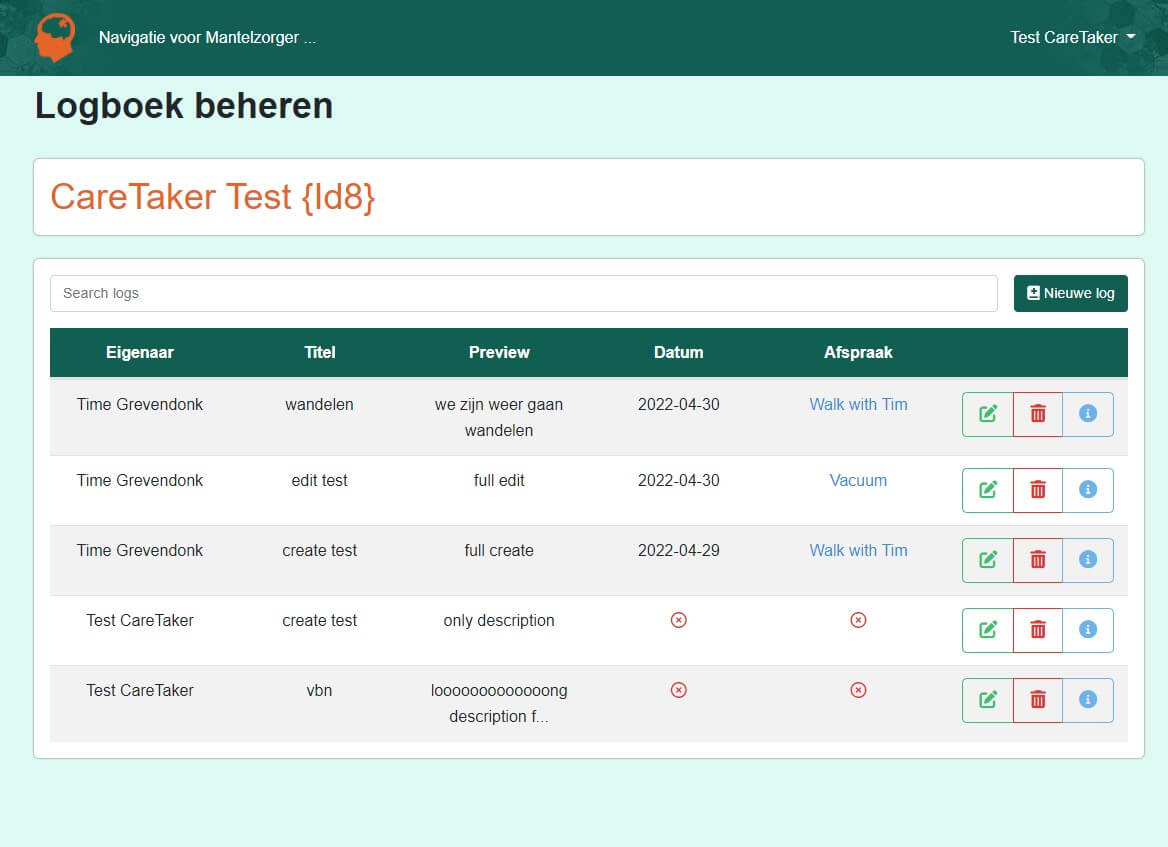 Navigatie voor Mantelzorger ...
Test CareTaker
Logboek beheren
CareTaker Test {Id8}
Search logs
Nieuwe log
Eigenaar Titel Preview Datum Afspraak
Time Grevendonk wandelen we zijn weer gaan 2022-04-30 Walk with Tim
wandelen
Time Grevendonk edit test full edit 2022-04-30 Vacuum
Time Grevendonk create test full create 2022-04-29 Walk with Tim
Test CareTaker create test only description
Test CareTaker vbn looooooooooooong
description f...